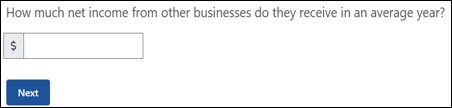 How much net income from other businesses do they receive in an average year?
$
Next